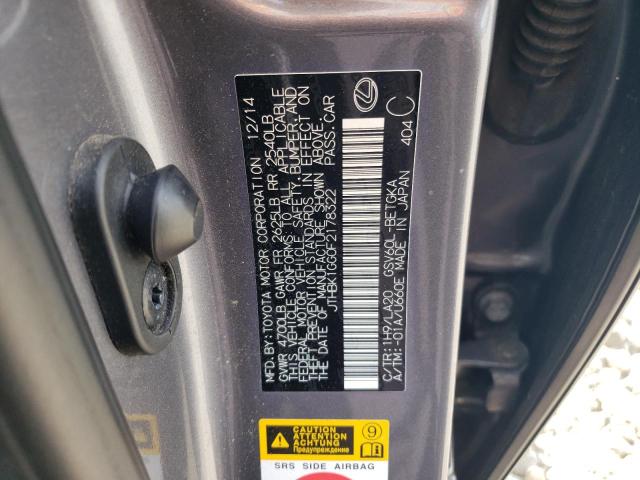 MFD.BY:TOYOTA MOTOR CORPORATION 12/14
GVWR 4700LB GAWR FR 2625LB RR 2540LB
THIS VEHICLE CONFORMS TO ALL APPLICABLE
FEDERAL MOTOR VEHICLE SAFETY, BUMPER, AND
THEFT PREVENTION STANDARDS IN EFFECT ON
THE DATE OF MANUFACTURE SHOWN ABOVE.
JTHBK1GG0F2178322 PASS.CAR
C/TR:1H9/LA20 GSV60L-BETGKA
A/TM:-01A/U660E MADE IN JAPAN
404 C
CAUTION
ATTENTION
ACHTUNG
Предупреждение
9
SRS SIDE AIRBAG